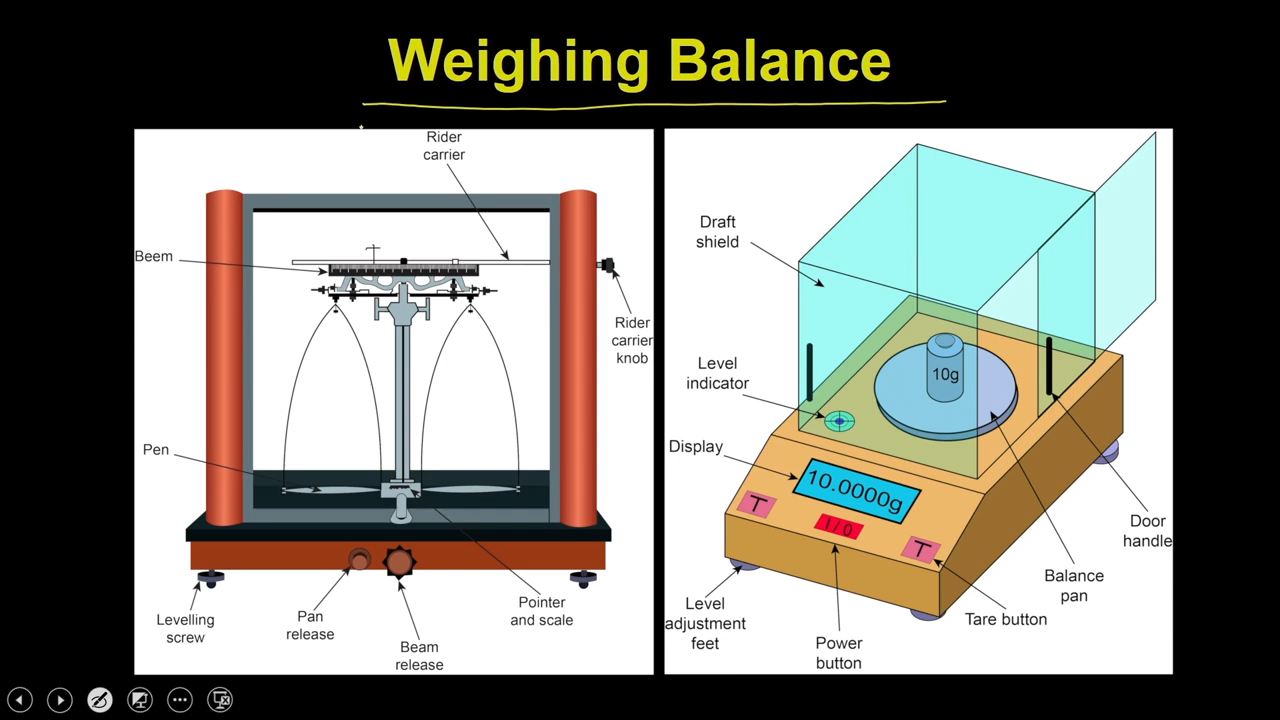 Weighing Balance
Rider
carrier
Beem
Rider
carrier
knob
Pen
Levelling
screw
Pan
release
Beam
release
Pointer
and scale
Draft
shield
Level
indicator
10g
Display
10.0000g
T
I / 0
T
Door
handle
Balance
pan
Tare button
Level
adjustment
feet
Power
button